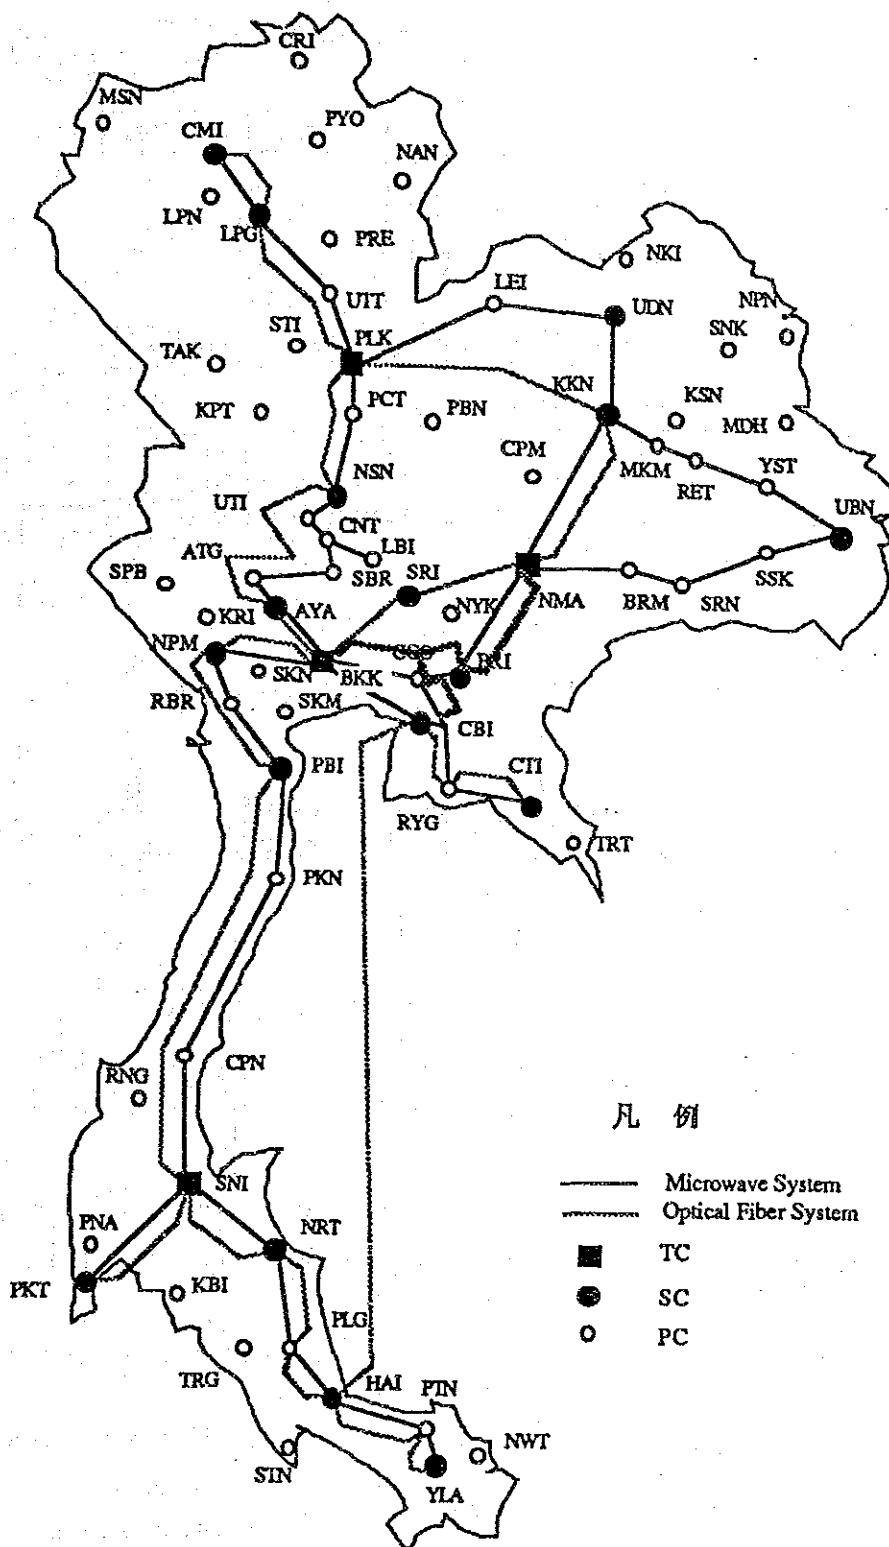 CRI
MSN
CMI
PYO
NAN
LPN
LPG
PRE
NKI
LEI
NPN
UTT
UDN
STI
SNK
PLK
TAK
KKN
KPT
PCT
PBN
KSN
MDH
CPM
MKM
NSN
RET
YST
UTI
UBN
CNT
LBI
ATG
SPB
SBR
SRI
SSK
NYK
NMA
BRM
SRN
KRI
AYA
NPM
SKN
BKK
RBR
SKM
CBI
PBI
CTI
RYG
TRT
PKN
CPN
RNG
凡 例
SNI
Microwave System
Optical Fiber System
PNA
NRT
TC
PKT
KBI
SC
PLG
PC
TRG
HAI
PTN
STN
NWT
YLA